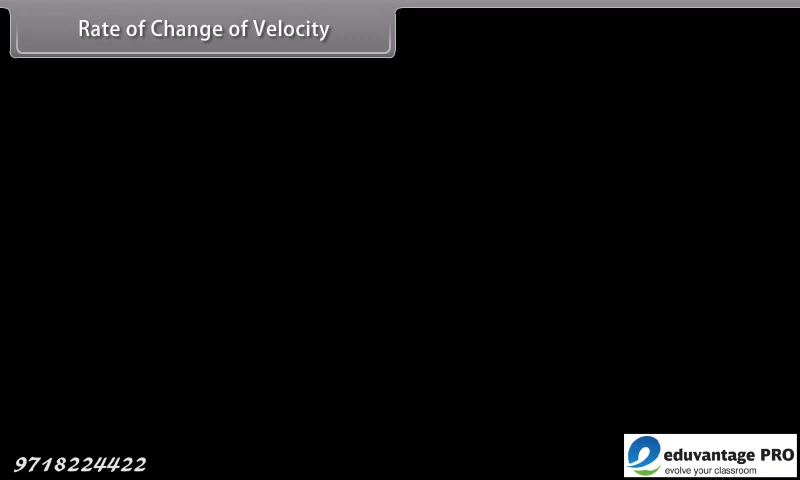 Rate of Change of Velocity
9718224422
eduvantage PRO
evolve your classroom